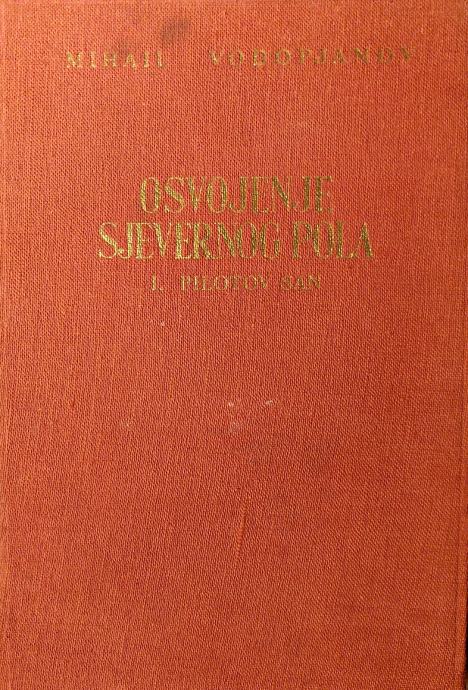 MIHAIL VODOPJANOV
OSVOJENJE
SJEVERNOG POLA
I. PILOTOV SAN